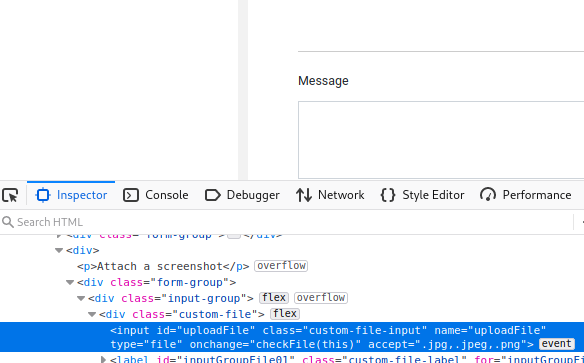 Message
Inspector Console Debugger Network Style Editor Performance
Search HTML
<div class="form-group"> </div>
<div>
<p>Attach a screenshot</p> overflow
<div class="form-group">
<div class="input-group"> flex overflow
<div class="custom-file"> flex
<input id="uploadFile" class="custom-file-input" name="uploadFile"
type="file" onchange="checkFile(this)" accept=".jpg,.jpeg,.png"> event
<label id="inputGroupFile01" class="custom-file-label" for="inputGroupF